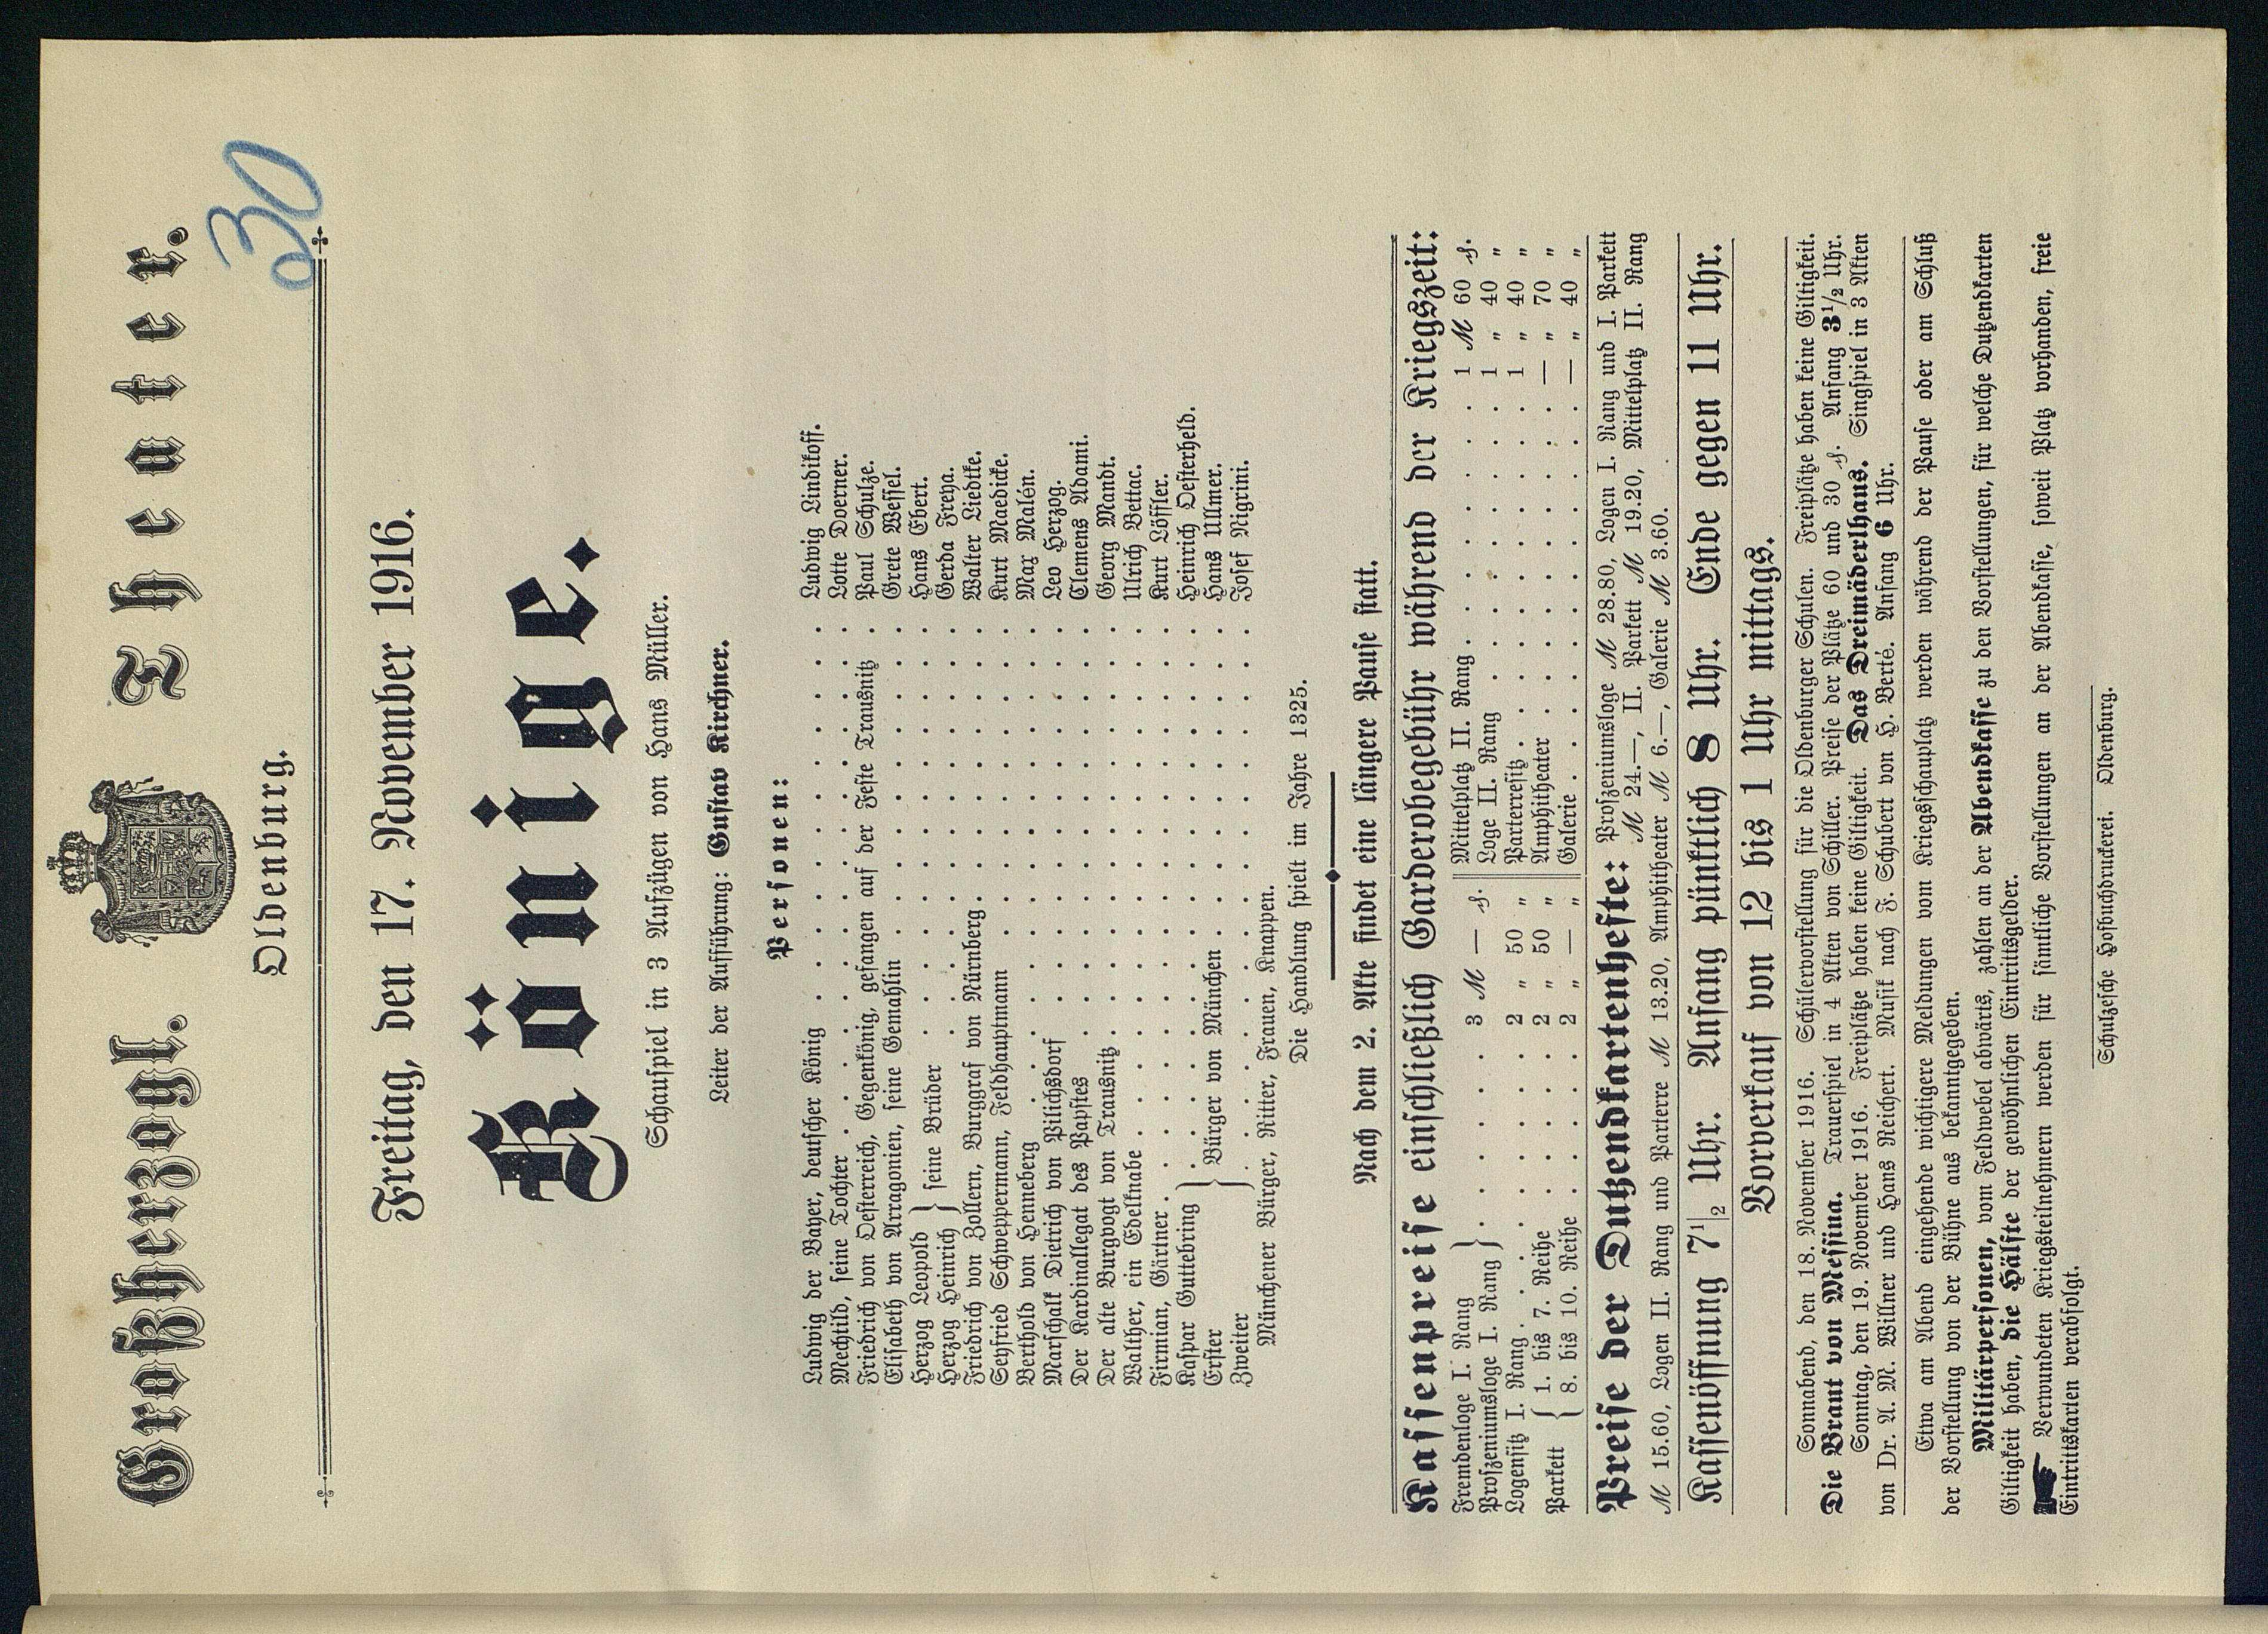 Großherzogl. Theater.
Oldenburg.
30
Freitag, den 17. November 1916.
Könige.
Schauspiel in 3 Aufzügen von Hans Müller.
Leiter der Aufführung: Gustav Kirchner.
Personen:
Ludwig der Bayer, deutscher König . . . . . . . . . . . . Ludwig Lindikoff.
Mechtild, seine Tochter . . . . . . . . . . . . Lotte Doerner.
Friedrich von Oesterreich, Gegenkönig, gefangen auf der Feste Trausnitz . Paul Schulze.
Elisabeth von Arragonien, seine Gemahlin . . . . . . . . . . . . Grete Wessel.
Herzog Leopold } seine Brüder . . . . . . . . . . . . Hans Ebert.
Herzog Heinrich } . . . . . . . . . . . . Gerda Freya.
Friedrich von Zollern, Burggraf von Nürnberg . . . . . . . . . . . . Walter Liedtke.
Seyfried Schweppermann, Feldhauptmann . . . . . . . . . . . . Kurt Maedicke.
Berthold von Henneberg . . . . . . . . . . . . Max Malén.
Marschalk Dietrich von Pilichsdorf . . . . . . . . . . . . Leo Herzog.
Der Kardinallegat des Papstes . . . . . . . . . . . . Clemens Adami.
Der alte Burgvogt von Trausnitz . . . . . . . . . . . . Georg Mandt.
Walther, ein Edelknabe . . . . . . . . . . . . Ulrich Bettac.
Firmian, Gärtner . . . . . . . . . . . . Kurt Löffler.
Kaspar Guttebring } . . . . . . . . . . . . Heinrich Oesterheld.
Erster } Bürger von München . . . . . . . . . . . . Hans Ullmer.
Zweiter } . . . . . . . . . . . . Josef Nigrini.
Münchener Bürger, Ritter, Frauen, Knappen.
Die Handlung spielt im Jahre 1325.
Nach dem 2. Akte findet eine längere Pause statt.
Kassenpreise einschließlich Garderobegebühr während der Kriegszeit:
Fremdenloge I. Rang } . . . . . . 3 ℳ — ₰.
Proszeniumsloge I. Rang }
Logensitz I. Rang . . . . . . 2 „ 50 „
Parkett { 1. bis 7. Reihe . . . . . . 2 „ 50 „
{ 8. bis 10. Reihe . . . . . . 2 „ — „
Mittelplatz II. Rang . . . . . . 1 ℳ 60 ₰.
Loge II. Rang . . . . . . 1 „ 40 „
Parterresitz . . . . . . 1 „ 40 „
Amphitheater . . . . . . — „ 70 „
Galerie . . . . . . — „ 40 „
Preise der Dutzendkartenhefte: Proszeniumsloge ℳ 28.80, Logen I. Rang und I. Parkett
ℳ 24.—, II. Parkett ℳ 19.20, Mittelplatz II. Rang
ℳ 15.60, Logen II. Rang und Parterre ℳ 13.20, Amphitheater ℳ 6.—, Galerie ℳ 3.60.
Kassenöffnung 7½ Uhr. Anfang pünktlich 8 Uhr. Ende gegen 11 Uhr.
Vorverkauf von 12 bis 1 Uhr mittags.
Sonnabend, den 18. November 1916. Schülervorstellung für die Oldenburger Schulen. Freiplätze haben keine Giltigkeit.
Die Braut von Messina. Trauerspiel in 4 Akten von Schiller. Preise der Plätze 60 und 30 ₰. Anfang 3½ Uhr.
Sonntag, den 19. November 1916. Freiplätze haben keine Giltigkeit. Das Dreimäderlhaus. Singspiel in 3 Akten
von Dr. A. M. Willner und Hans Reichert. Musik nach F. Schubert von H. Berté. Anfang 6 Uhr.
Etwa am Abend eingehende wichtigere Meldungen vom Kriegsschauplatz werden während der Pause oder am Schluß
der Vorstellung von der Bühne aus bekanntgegeben.
Militärpersonen, vom Feldwebel abwärts, zahlen an der Abendkasse zu den Vorstellungen, für welche Dutzendkarten
Giltigkeit haben, die Hälfte der gewöhnlichen Eintrittsgelder.
☛ Verwundeten Kriegsteilnehmern werden für sämtliche Vorstellungen an der Abendkasse, soweit Platz vorhanden, freie
Eintrittskarten verabfolgt.
Schulzesche Hofbuchdruckerei. Oldenburg.